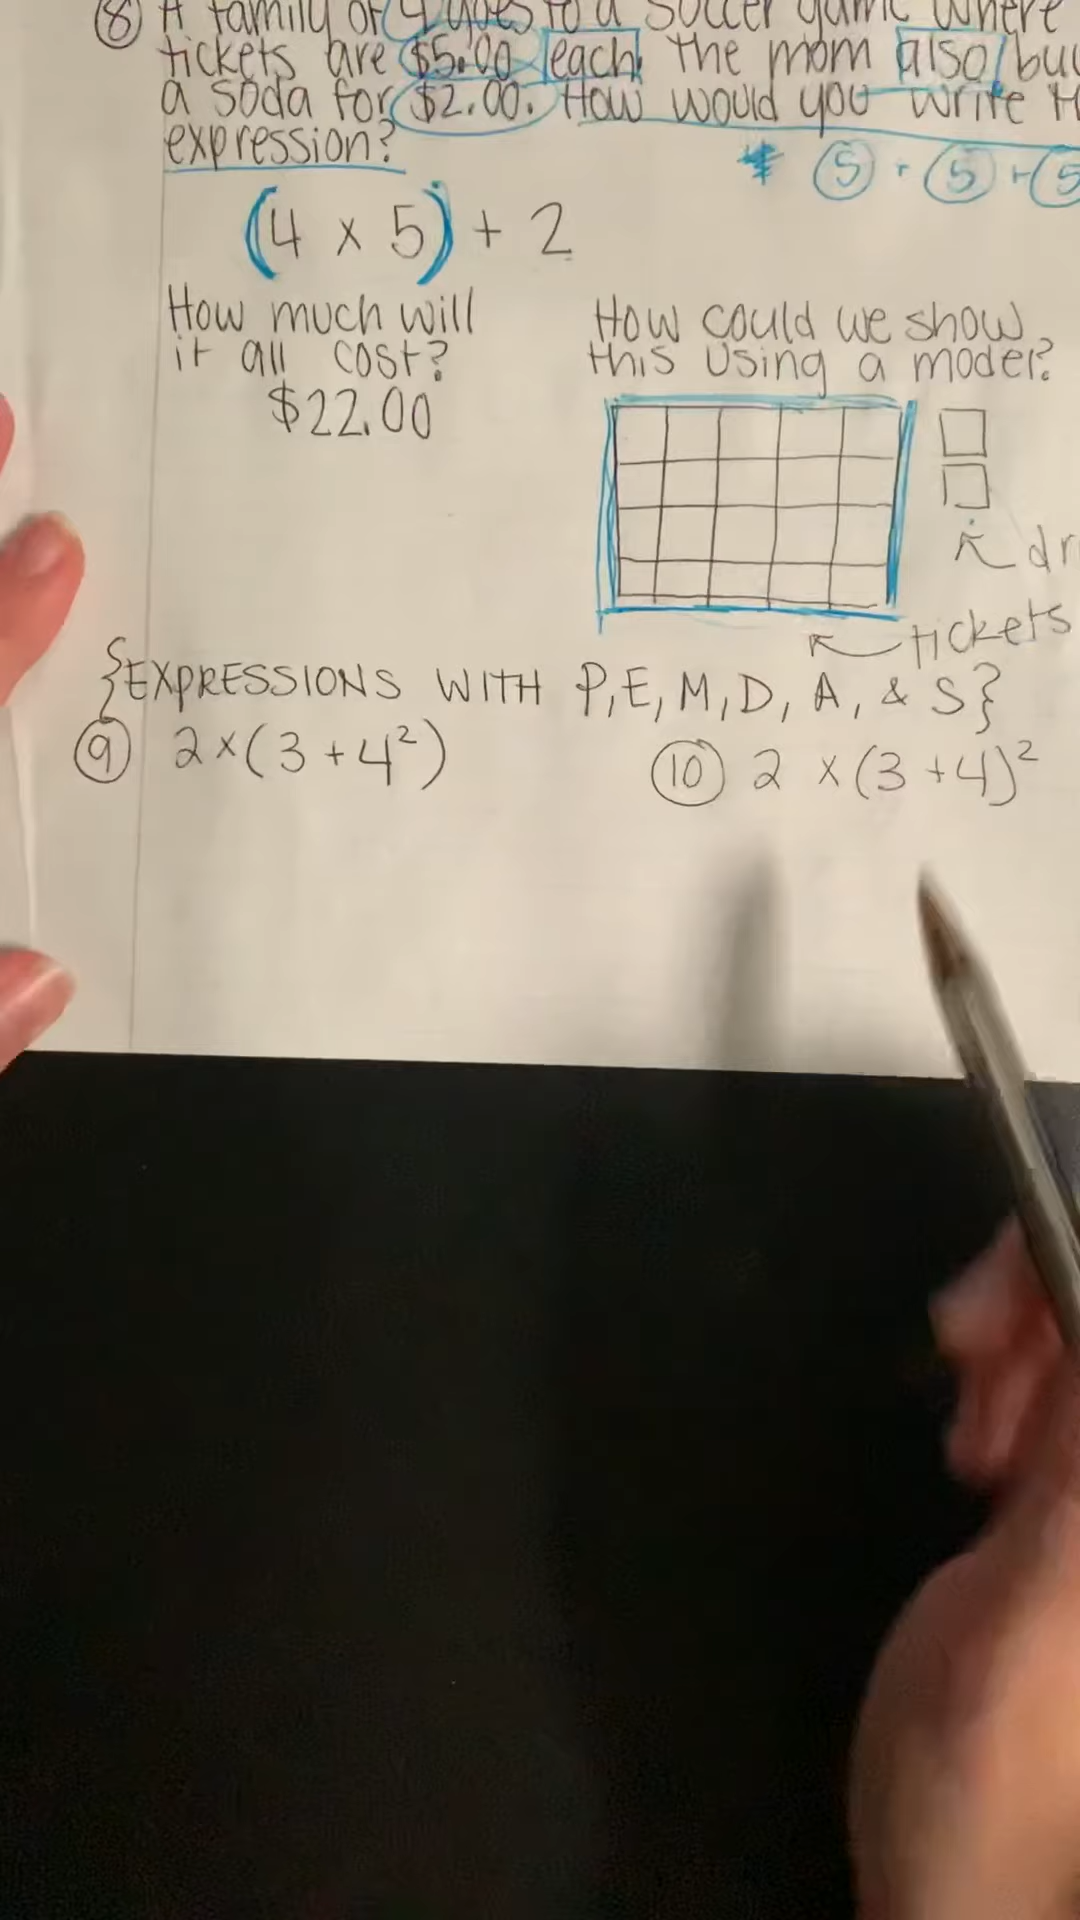 ⑧ A family of 4 goes to a soccer game where
tickets are $5.00 each, the mom also
a soda for $2.00. How would you write
expression?
* 5 + 5 + 5
(4 x 5) + 2
How much will
it all cost?
$22.00
How could we show
this using a model?
tickets
{EXPRESSIONS WITH P, E, M, D, A, & S}
⑨ 2 x (3 + 4²)
⑩ 2 x (3 + 4)²